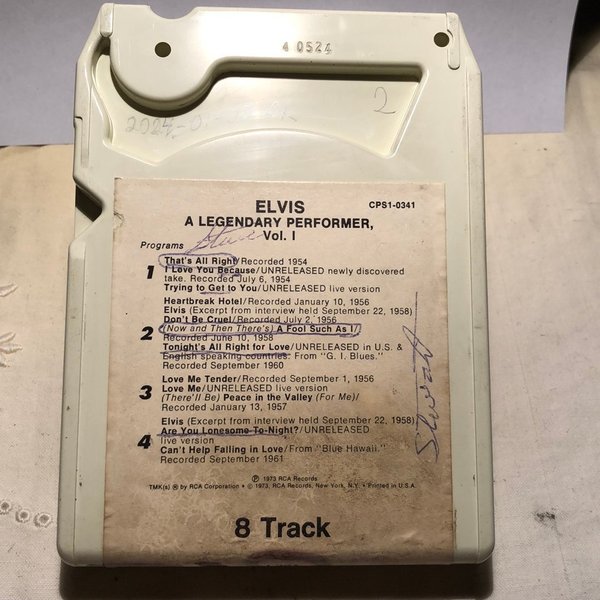 4 0524
2
ELVIS
CPS1-0341
A LEGENDARY PERFORMER,
Vol. I
Steve
Programs
1
That's All Right/Recorded 1954
I Love You Because/UNRELEASED newly discovered
take. Recorded July 6, 1954
Trying to Get to You/UNRELEASED live version
Heartbreak Hotel/Recorded January 10, 1956
Elvis (Excerpt from interview held September 22, 1958)
Don't Be Cruel/Recorded July 2, 1956
2
(Now and Then There's) A Fool Such As I/
Recorded June 10, 1958
Tonight's All Right for Love/UNRELEASED in U.S. &
English speaking countries. From "G. I. Blues."
Recorded September 1960
3
Love Me Tender/Recorded September 1, 1956
Love Me/UNRELEASED live version
(There'll Be) Peace in the Valley (For Me)/
Recorded January 13, 1957
Elvis (Excerpt from interview held September 22, 1958)
4
Are You Lonesome To-Night?/UNRELEASED
live version
Can't Help Falling in Love/From "Blue Hawaii."
Recorded September 1961
℗ 1973 RCA Records
TMK(s) ® by RCA Corporation • © 1973, RCA Records, New York, N.Y. • Printed in U.S.A.
8 Track